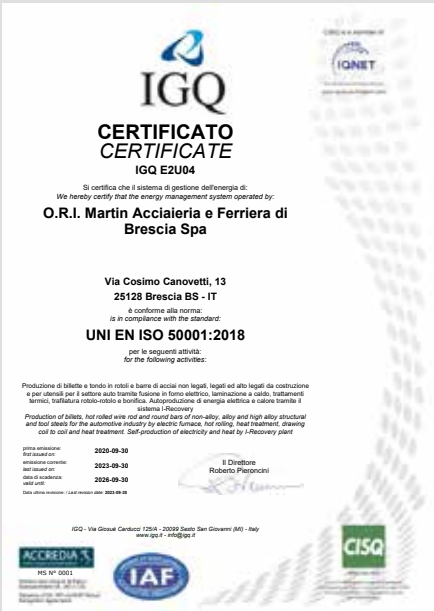 CISQ is a member of
IQNET
IGQ
CERTIFICATO
CERTIFICATE
IGQ E2U04
Si certifica che il sistema di gestione dell'energia di:
We hereby certify that the energy management system operated by:
O.R.I. Martin Acciaieria e Ferriera di
Brescia Spa
Via Cosimo Canovetti, 13
25128 Brescia BS - IT
è conforme alla norma:
is in compliance with the standard:
UNI EN ISO 50001:2018
per le seguenti attività:
for the following activities:
Produzione di billette e tondo in rotoli e barre di acciai non legati, legati ed alto legati da costruzione
e per utensili per il settore auto tramite fusione in forno elettrico, laminazione a caldo, trattamenti
termici, trafilatura rotolo-rotolo e bonifica. Autoproduzione di energia elettrica e calore tramite il
sistema I-Recovery
Production of billets, hot rolled wire rod and round bars of non-alloy, alloy and high alloy structural
and tool steels for the automotive industry by electric furnace, hot rolling, heat treatment, drawing
coil to coil and heat treatment. Self-production of electricity and heat by I-Recovery plant
prima emissione:
first issued on:
2020-09-30
emissione corrente:
last issued on:
2023-09-30
data di scadenza:
valid until:
2026-09-30
Data ultima revisione: / Last revision date:
Il Direttore
Roberto Pieroncini
IGQ - Via Giosuè Carducci 125/A - 20099 Sesto San Giovanni (MI) - Italy
www.igq.it - info@igq.it
ACCREDIA
MS N° 0001
IAF
CISQ